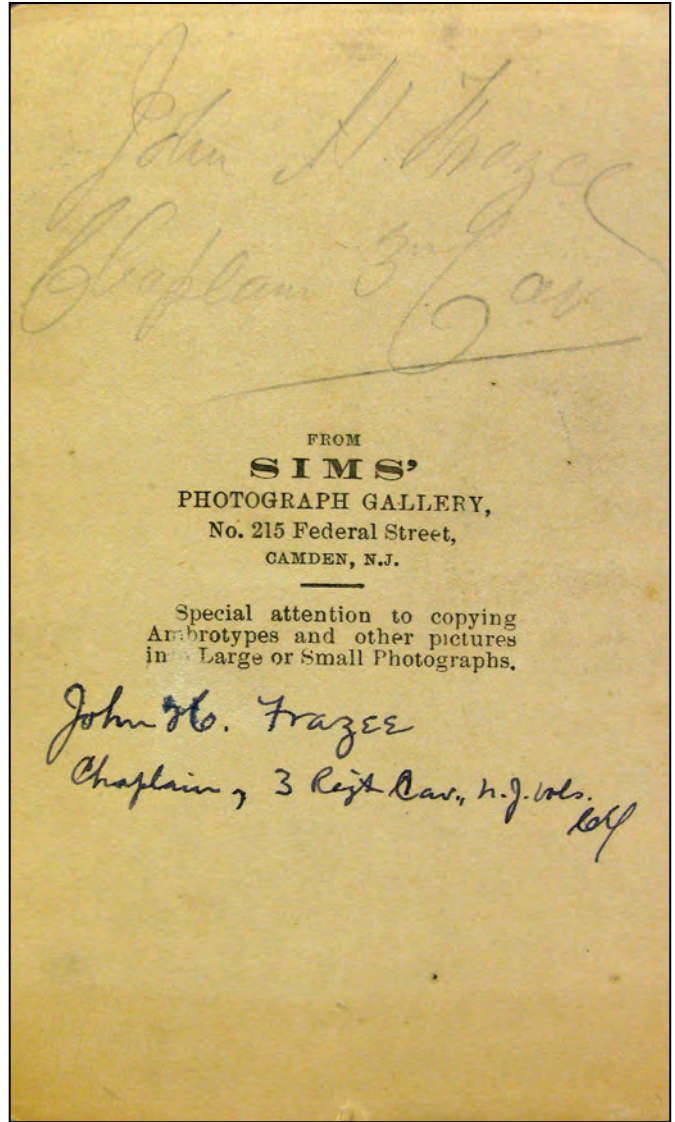 John H. Frazee
Chaplain 3rd Cav
FROM
SIMS'
PHOTOGRAPH GALLERY,
No. 215 Federal Street,
CAMDEN, N.J.
Special attention to copying
Ambrotypes and other pictures
in Large or Small Photographs.
John H. Frazee
Chaplain, 3 Regt Cav., N.J. Vols.